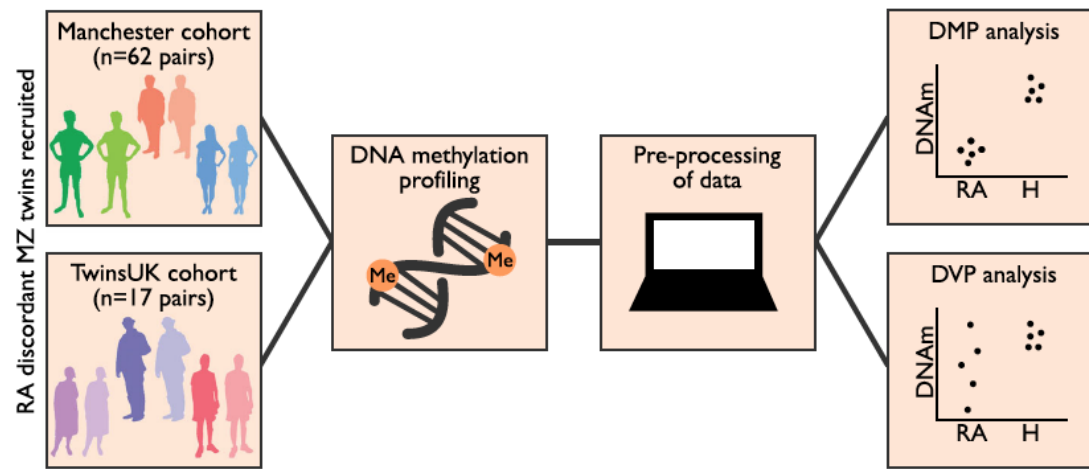 RA discordant MZ twins recruited
Manchester cohort
(n=62 pairs)
TwinsUK cohort
(n=17 pairs)
DNA methylation
profiling
Me
Me
Pre-processing
of data
DMP analysis
DNAm
RA
H
DVP analysis
DNAm
RA
H